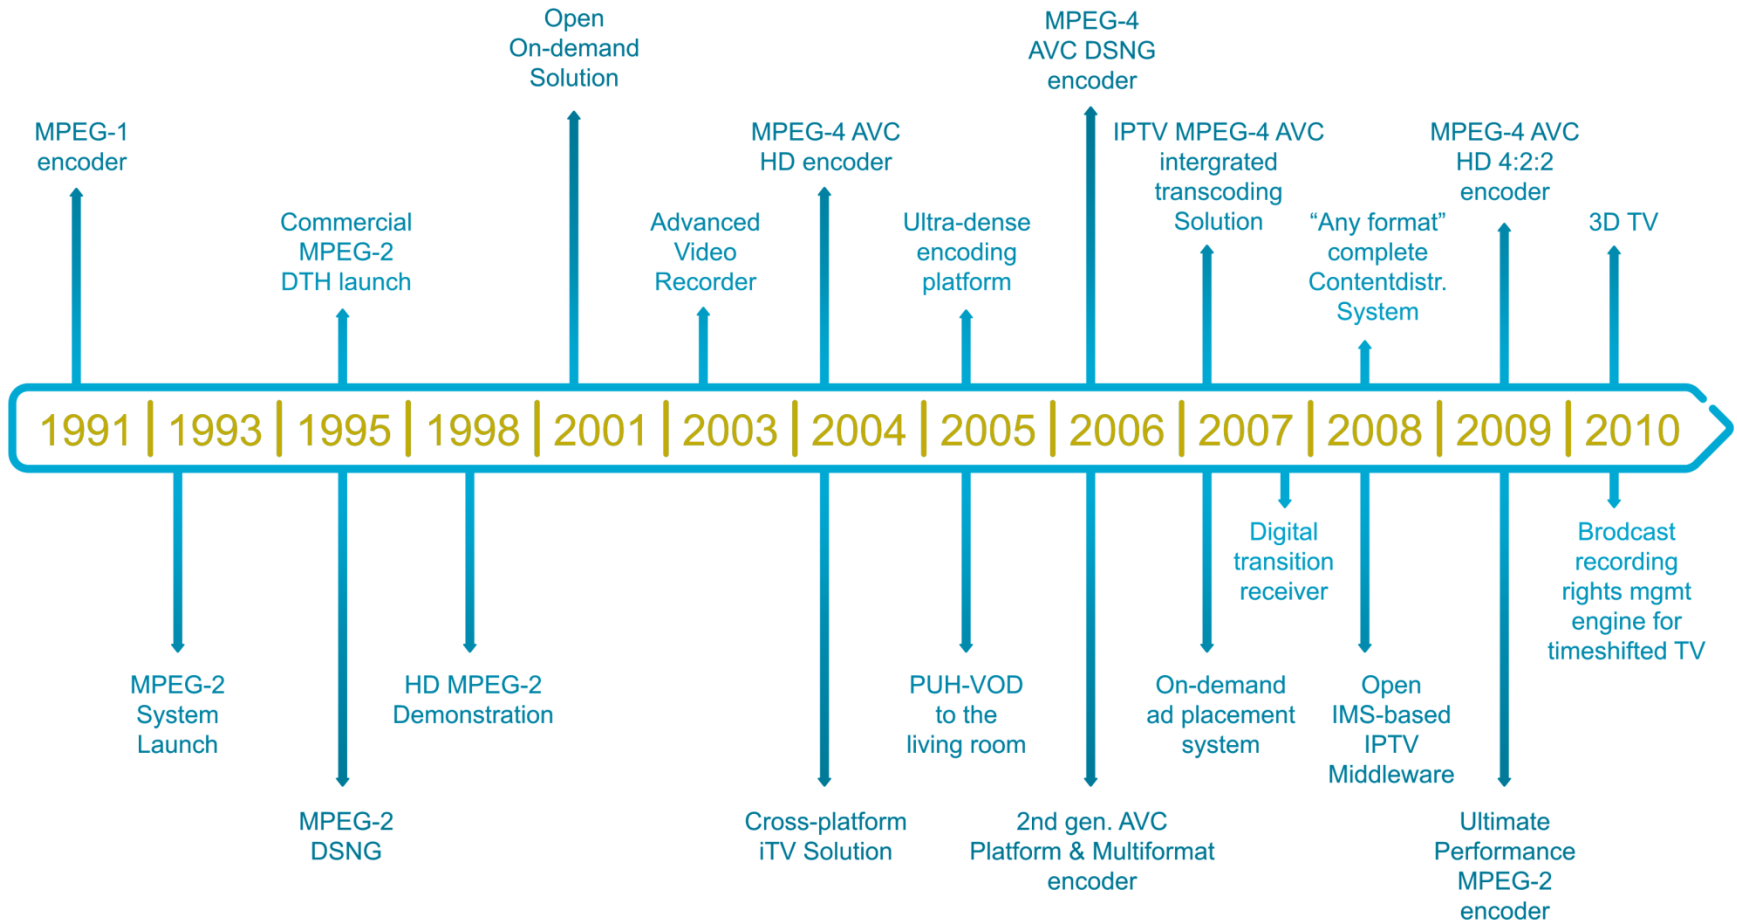 Open
On-demand
Solution
MPEG-4
AVC DSNG
encoder
MPEG-1
encoder
MPEG-4 AVC
HD encoder
IPTV MPEG-4 AVC
intergrated
transcoding
Solution
MPEG-4 AVC
HD 4:2:2
encoder
Commercial
MPEG-2
DTH launch
Advanced
Video
Recorder
Ultra-dense
encoding
platform
“Any format”
complete
Contentdistr.
System
3D TV
1991 1993 1995 1998 2001 2003 2004 2005 2006 2007 2008 2009 2010
Digital
transition
receiver
Brodcast
recording
rights mgmt
engine for
timeshifted TV
MPEG-2
System
Launch
HD MPEG-2
Demonstration
PUH-VOD
to the
living room
On-demand
ad placement
system
Open
IMS-based
IPTV
Middleware
MPEG-2
DSNG
Cross-platform
iTV Solution
2nd gen. AVC
Platform & Multiformat
encoder
Ultimate
Performance
MPEG-2
encoder